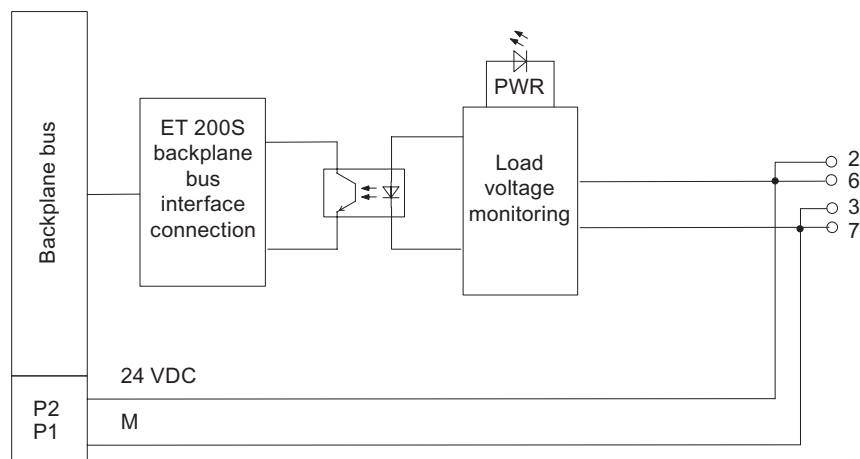 PWR
ET 200S
backplane
bus
interface
connection
Load
voltage
monitoring
Backplane bus
2
6
3
7
24 VDC
P2
M
P1